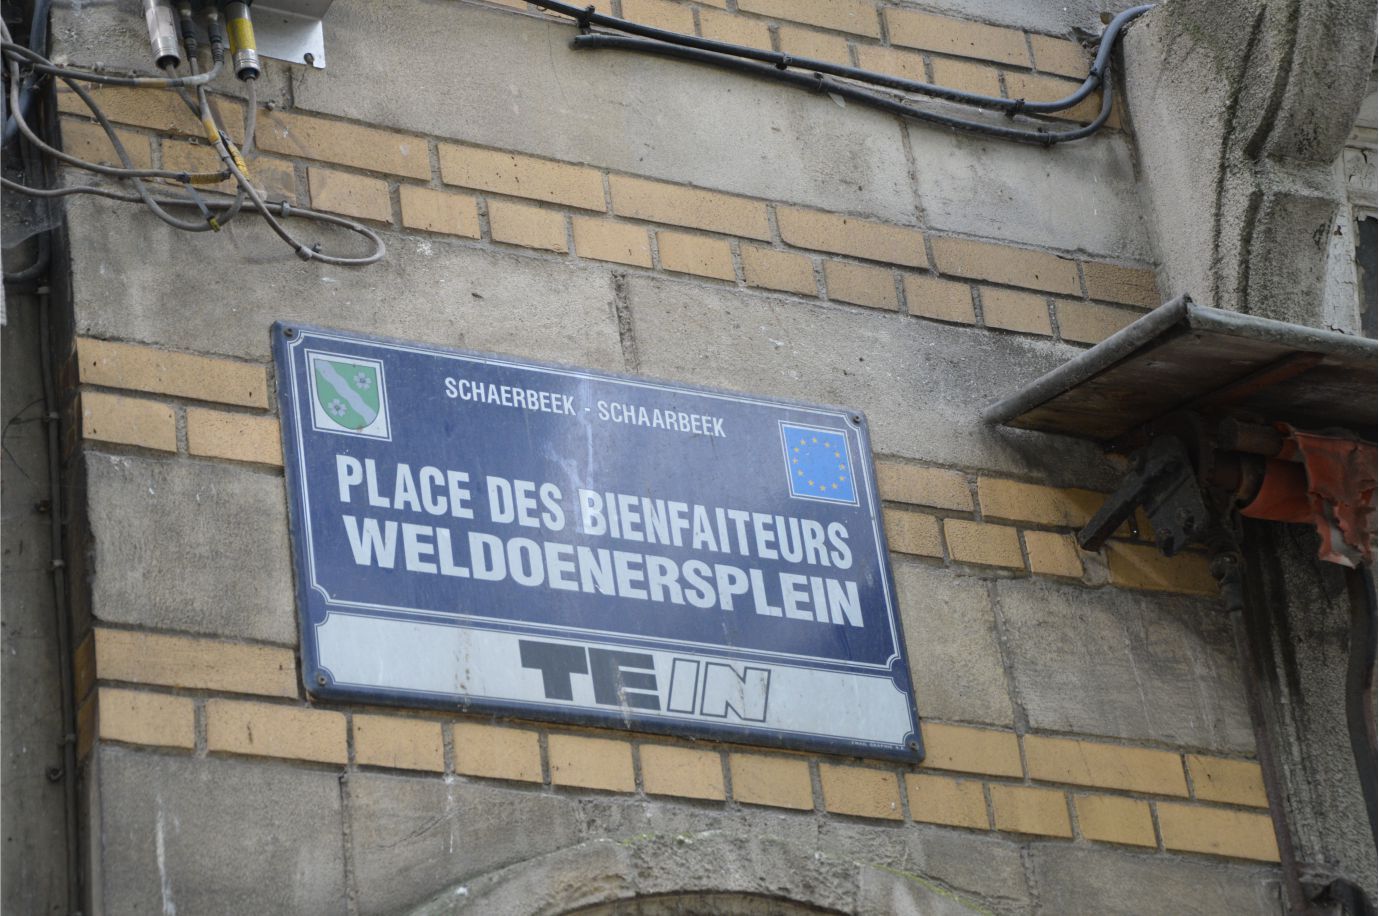 SCHAERBEEK - SCHAARBEEK
PLACE DES BIENFAITEURS
WELDOENERSPLEIN
TEIN